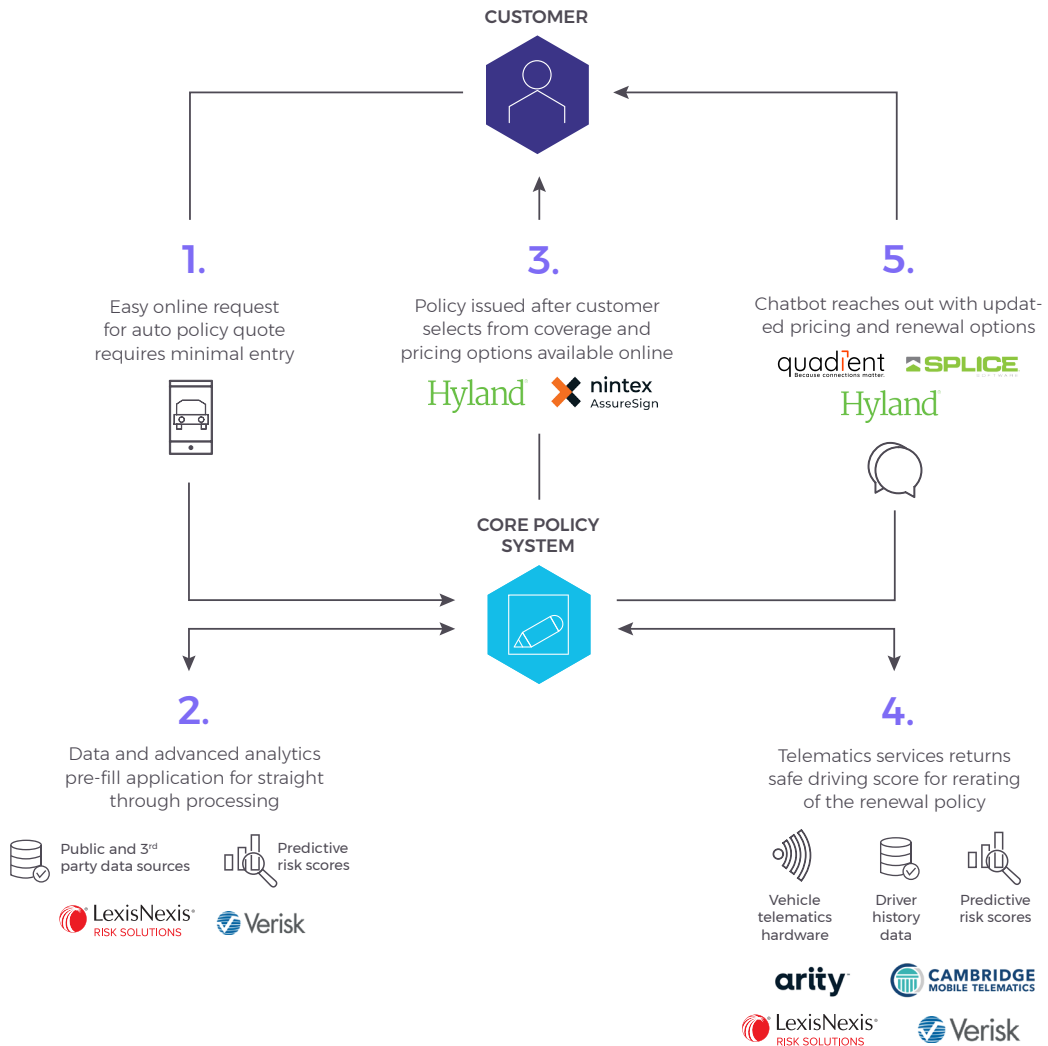 CUSTOMER
1.
Easy online request
for auto policy quote
requires minimal entry
3.
Policy issued after customer
selects from coverage and
pricing options available online
Hyland
nintex
AssureSign
5.
Chatbot reaches out with updat-
ed pricing and renewal options
quadient
Because connections matter.
SPLICE
SOFTWARE
Hyland
CORE POLICY
SYSTEM
2.
Data and advanced analytics
pre-fill application for straight
through processing
Public and 3rd
party data sources
Predictive
risk scores
LexisNexis®
RISK SOLUTIONS
Verisk
4.
Telematics services returns
safe driving score for rerating
of the renewal policy
Vehicle
telematics
hardware
Driver
history
data
Predictive
risk scores
arity
CAMBRIDGE
MOBILE TELEMATICS
LexisNexis®
RISK SOLUTIONS
Verisk